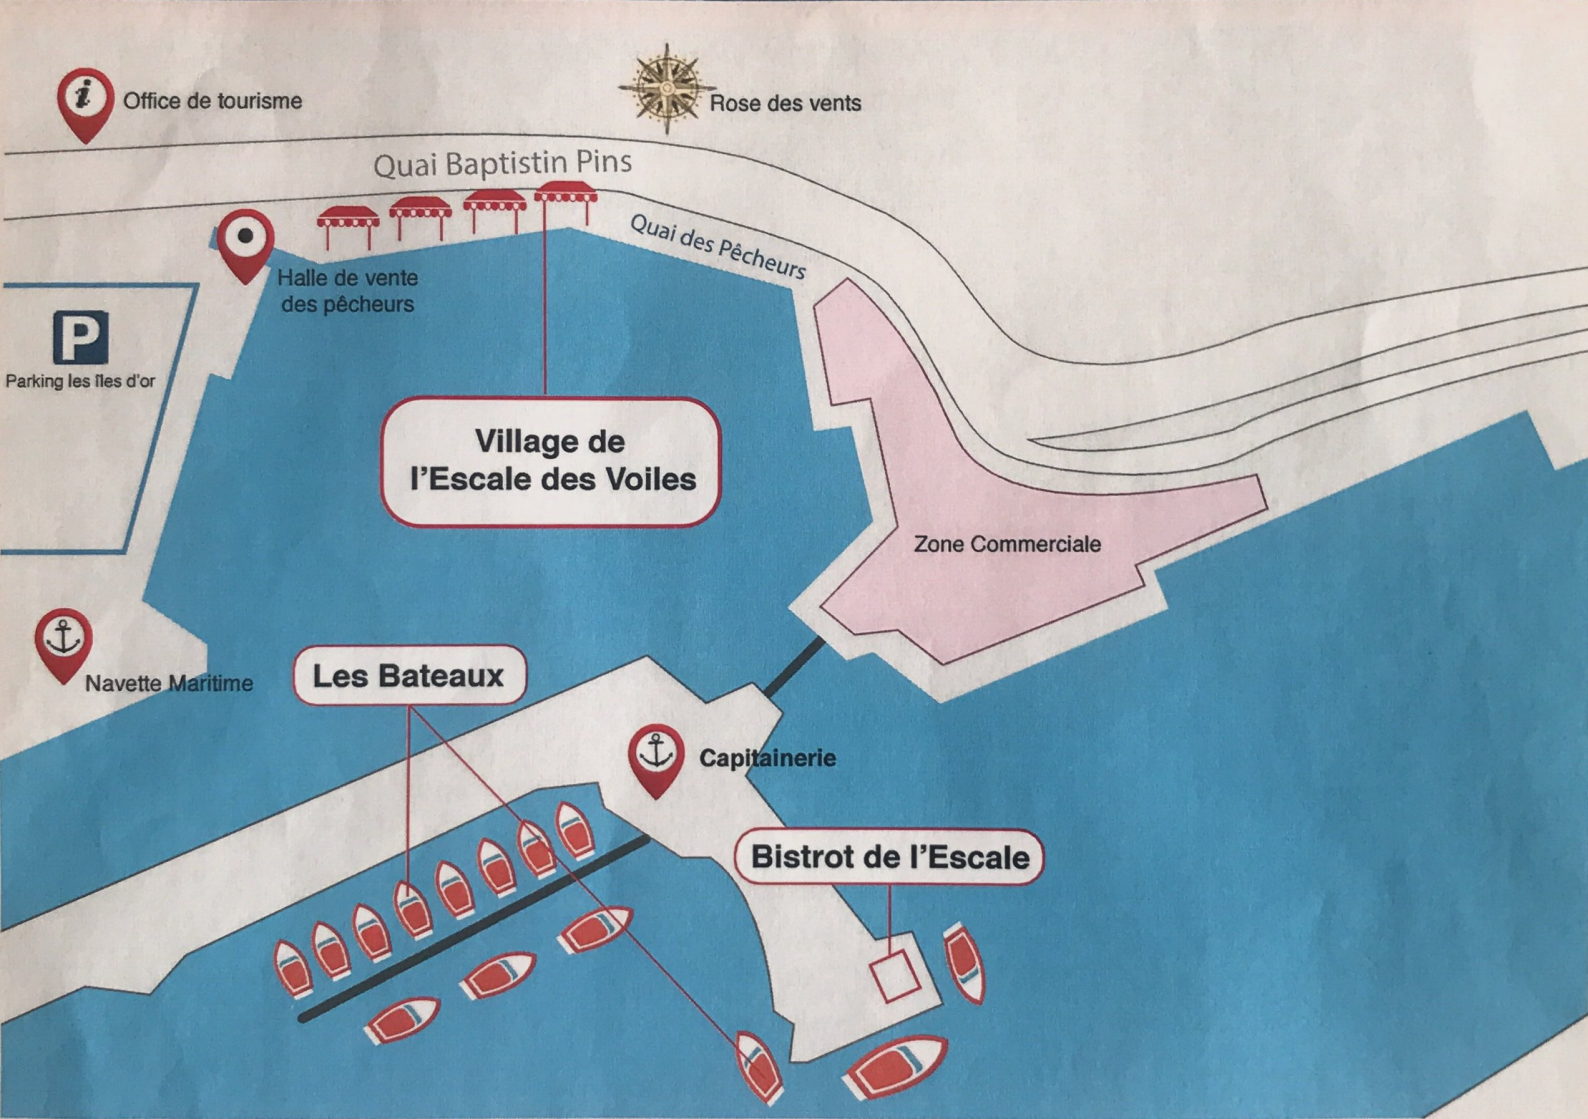 Office de tourisme
Rose des vents
Quai Baptistin Pins
Quai des Pêcheurs
Halle de vente
des pêcheurs
P
Parking les îles d'or
Village de
l'Escale des Voiles
Zone Commerciale
Navette Maritime
Les Bateaux
Capitainerie
Bistrot de l'Escale